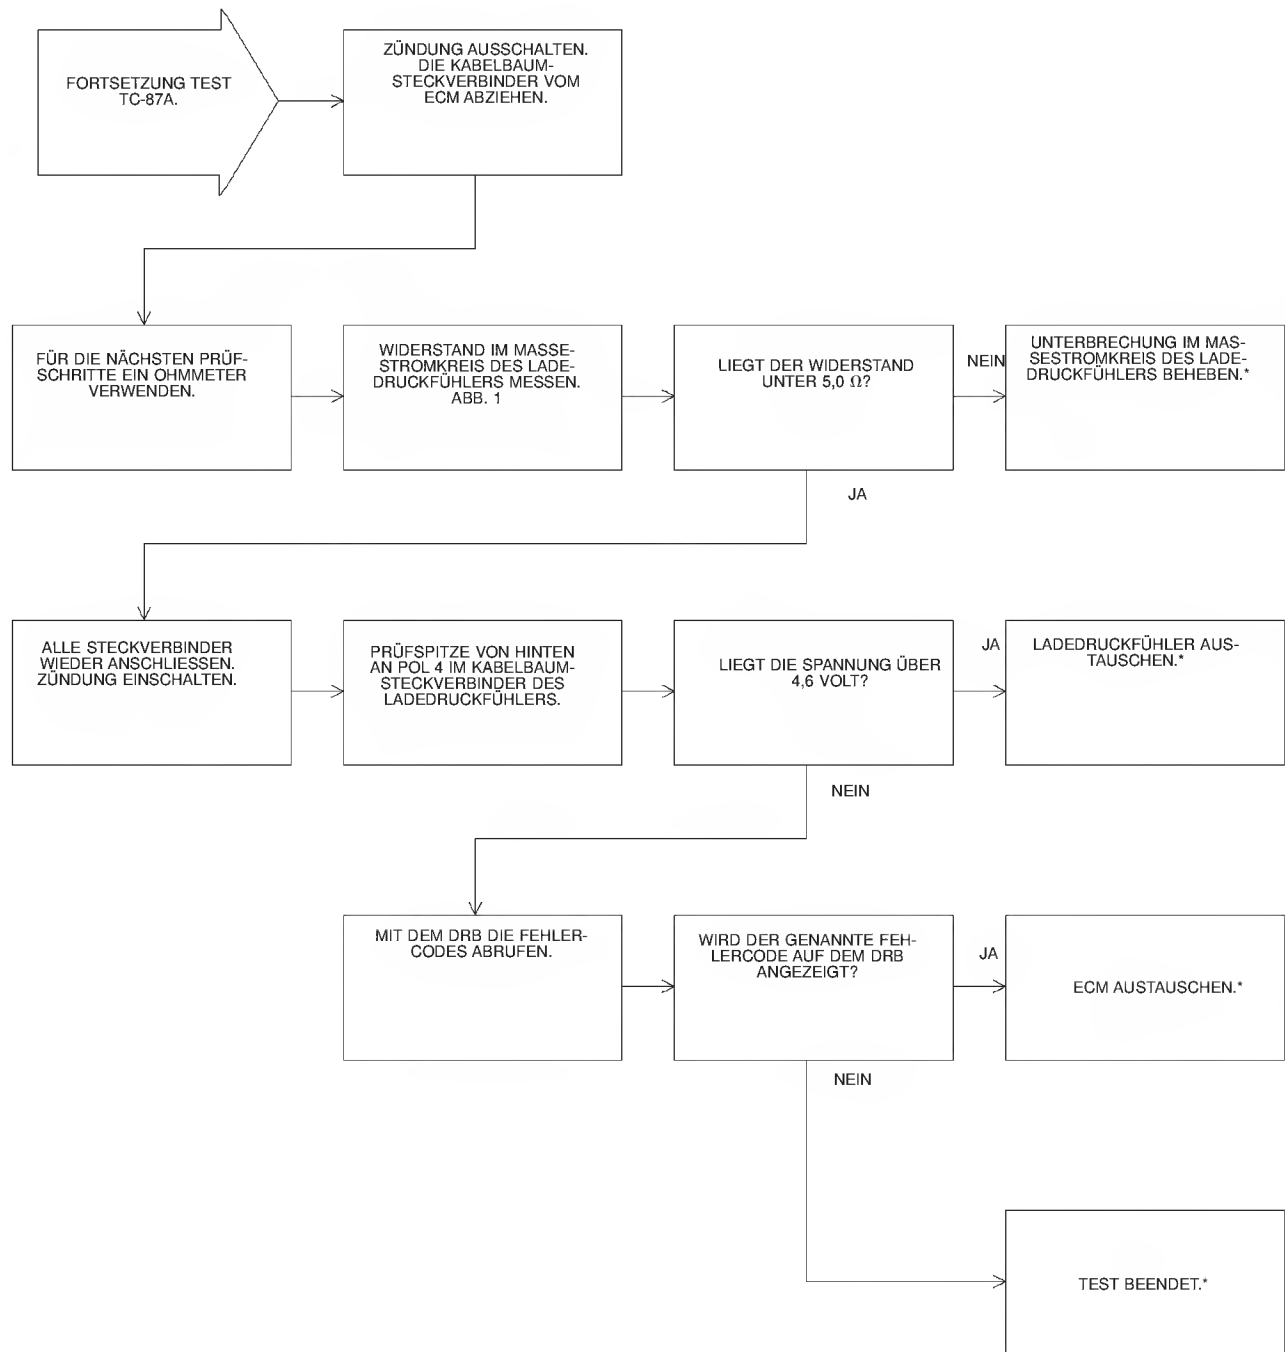 FORTSETZUNG TEST
TC-87A.
ZÜNDUNG AUSSCHALTEN.
DIE KABELBAUM-
STECKVERBINDER VOM
ECM ABZIEHEN.
FÜR DIE NÄCHSTEN PRÜF-
SCHRITTE EIN OHMMETER
VERWENDEN.
WIDERSTAND IM MASSE-
STROMKREIS DES LADE-
DRUCKFÜHLERS MESSEN.
ABB. 1
LIEGT DER WIDERSTAND
UNTER 5,0 Ω?
NEIN
UNTERBRECHUNG IM MAS-
SESTROMKREIS DES LADE-
DRUCKFÜHLERS BEHEBEN.*
JA
ALLE STECKVERBINDER
WIEDER ANSCHLIESSEN.
ZÜNDUNG EINSCHALTEN.
PRÜFSPITZE VON HINTEN
AN POL 4 IM KABELBAUM-
STECKVERBINDER DES
LADEDRUCKFÜHLERS.
LIEGT DIE SPANNUNG ÜBER
4,6 VOLT?
JA
LADEDRUCKFÜHLER AUS-
TAUSCHEN.*
NEIN
MIT DEM DRB DIE FEHLER-
CODES ABRUFEN.
WIRD DER GENANNTE FEH-
LERCODE AUF DEM DRB
ANGEZEIGT?
JA
ECM AUSTAUSCHEN.*
NEIN
TEST BEENDET.*